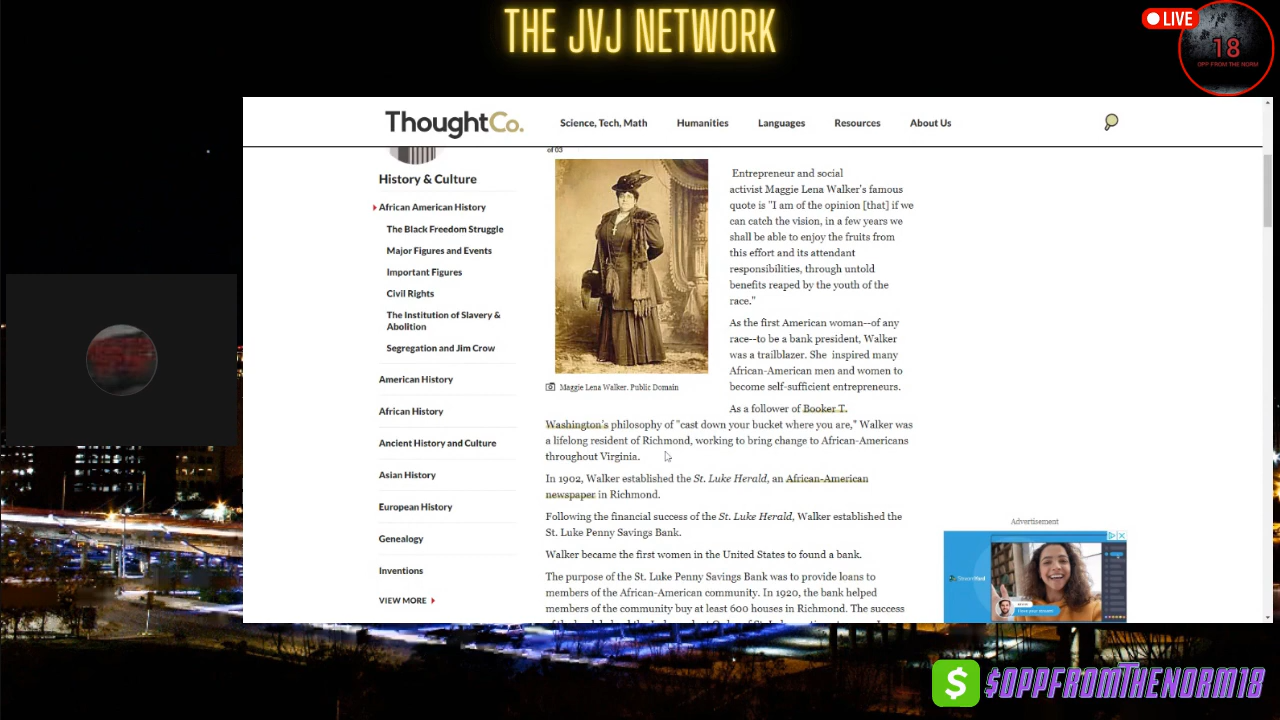 THE JVJ NETWORK
LIVE
18
OPP FROM THE NORM
ThoughtCo.
Science, Tech, Math
Humanities
Languages
Resources
About Us
History & Culture
African American History
The Black Freedom Struggle
Major Figures and Events
Important Figures
Civil Rights
The Institution of Slavery &
Abolition
Segregation and Jim Crow
American History
African History
Ancient History and Culture
Asian History
European History
Genealogy
Inventions
VIEW MORE
of 03
Maggie Lena Walker. Public Domain
Entrepreneur and social
activist Maggie Lena Walker's famous
quote is "I am of the opinion [that] if we
can catch the vision, in a few years we
shall be able to enjoy the fruits from
this effort and its attendant
responsibilities, through untold
benefits reaped by the youth of the
race."
As the first American woman--of any
race--to be a bank president, Walker
was a trailblazer. She inspired many
African-American men and women to
become self-sufficient entrepreneurs.
As a follower of Booker T.
Washington's philosophy of "cast down your bucket where you are," Walker was
a lifelong resident of Richmond, working to bring change to African-Americans
throughout Virginia.
In 1902, Walker established the St. Luke Herald, an African-American
newspaper in Richmond.
Following the financial success of the St. Luke Herald, Walker established the
St. Luke Penny Savings Bank.
Walker became the first women in the United States to found a bank.
The purpose of the St. Luke Penny Savings Bank was to provide loans to
members of the African-American community. In 1920, the bank helped
members of the community buy at least 600 houses in Richmond. The success
Advertisement
StreamYard
$OPPFROMTHENORM18